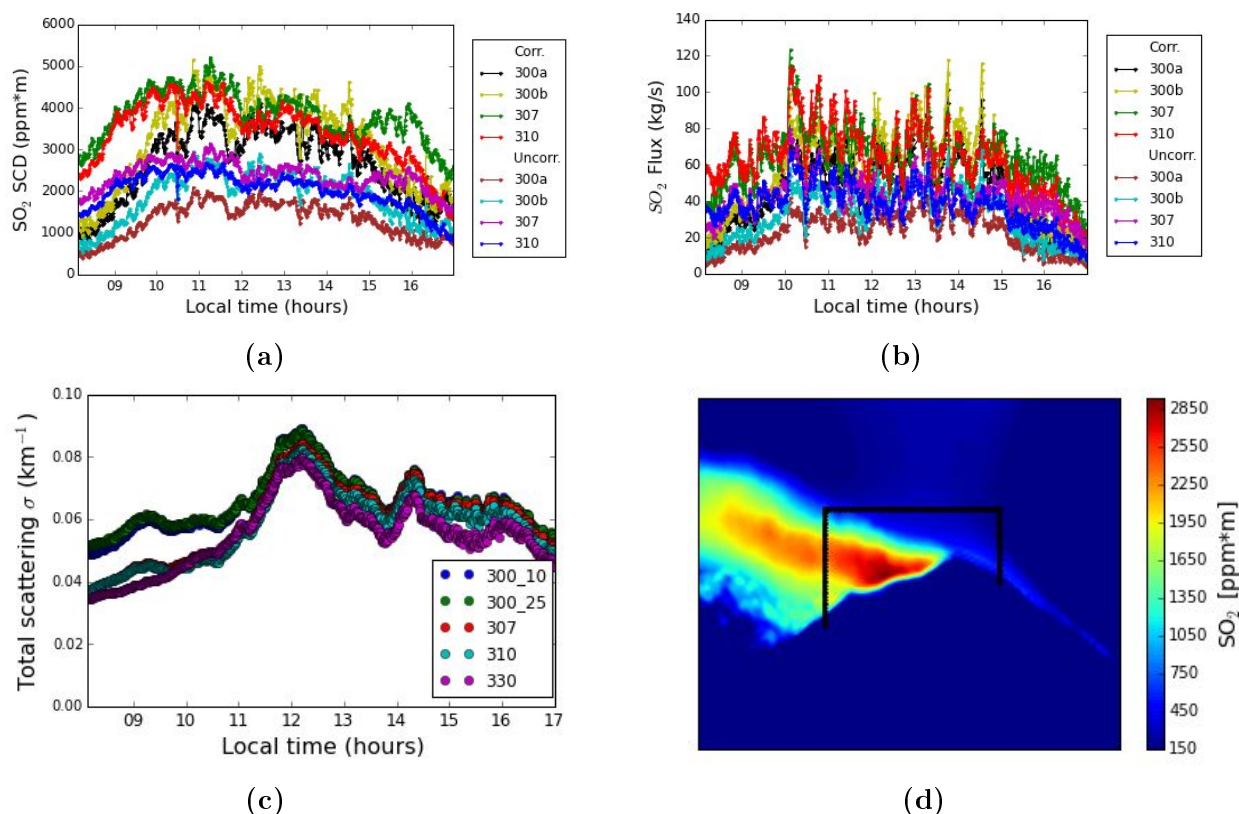 6000
5000
4000
3000
2000
1000
0
SO2 SCD (ppm*m)
09 10 11 12 13 14 15 16
Local time (hours)
Corr.
300a
300b
307
310
Uncorr.
300a
300b
307
310
(a)
140
120
100
80
60
40
20
0
SO2 Flux (kg/s)
09 10 11 12 13 14 15 16
Local time (hours)
Corr.
300a
300b
307
310
Uncorr.
300a
300b
307
310
(b)
0.10
0.08
0.06
0.04
0.02
0.00
Total scattering σ (km⁻¹)
09 10 11 12 13 14 15 16 17
Local time (hours)
300_10
300_25
307
310
330
(c)
2850
2550
2250
1950
1650
1350
1050
750
450
150
SO2 [ppm*m]
(d)